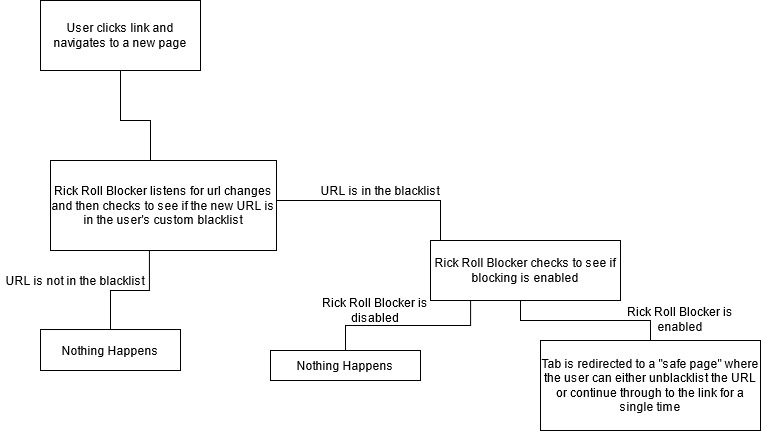 User clicks link and
navigates to a new page
Rick Roll Blocker listens for url changes
and then checks to see if the new URL is
in the user's custom blacklist
URL is in the blacklist
URL is not in the blacklist
Rick Roll Blocker checks to see if
blocking is enabled
Nothing Happens
Rick Roll Blocker is
disabled
Rick Roll Blocker is
enabled
Nothing Happens
Tab is redirected to a "safe page" where
the user can either unblacklist the URL
or continue through to the link for a
single time